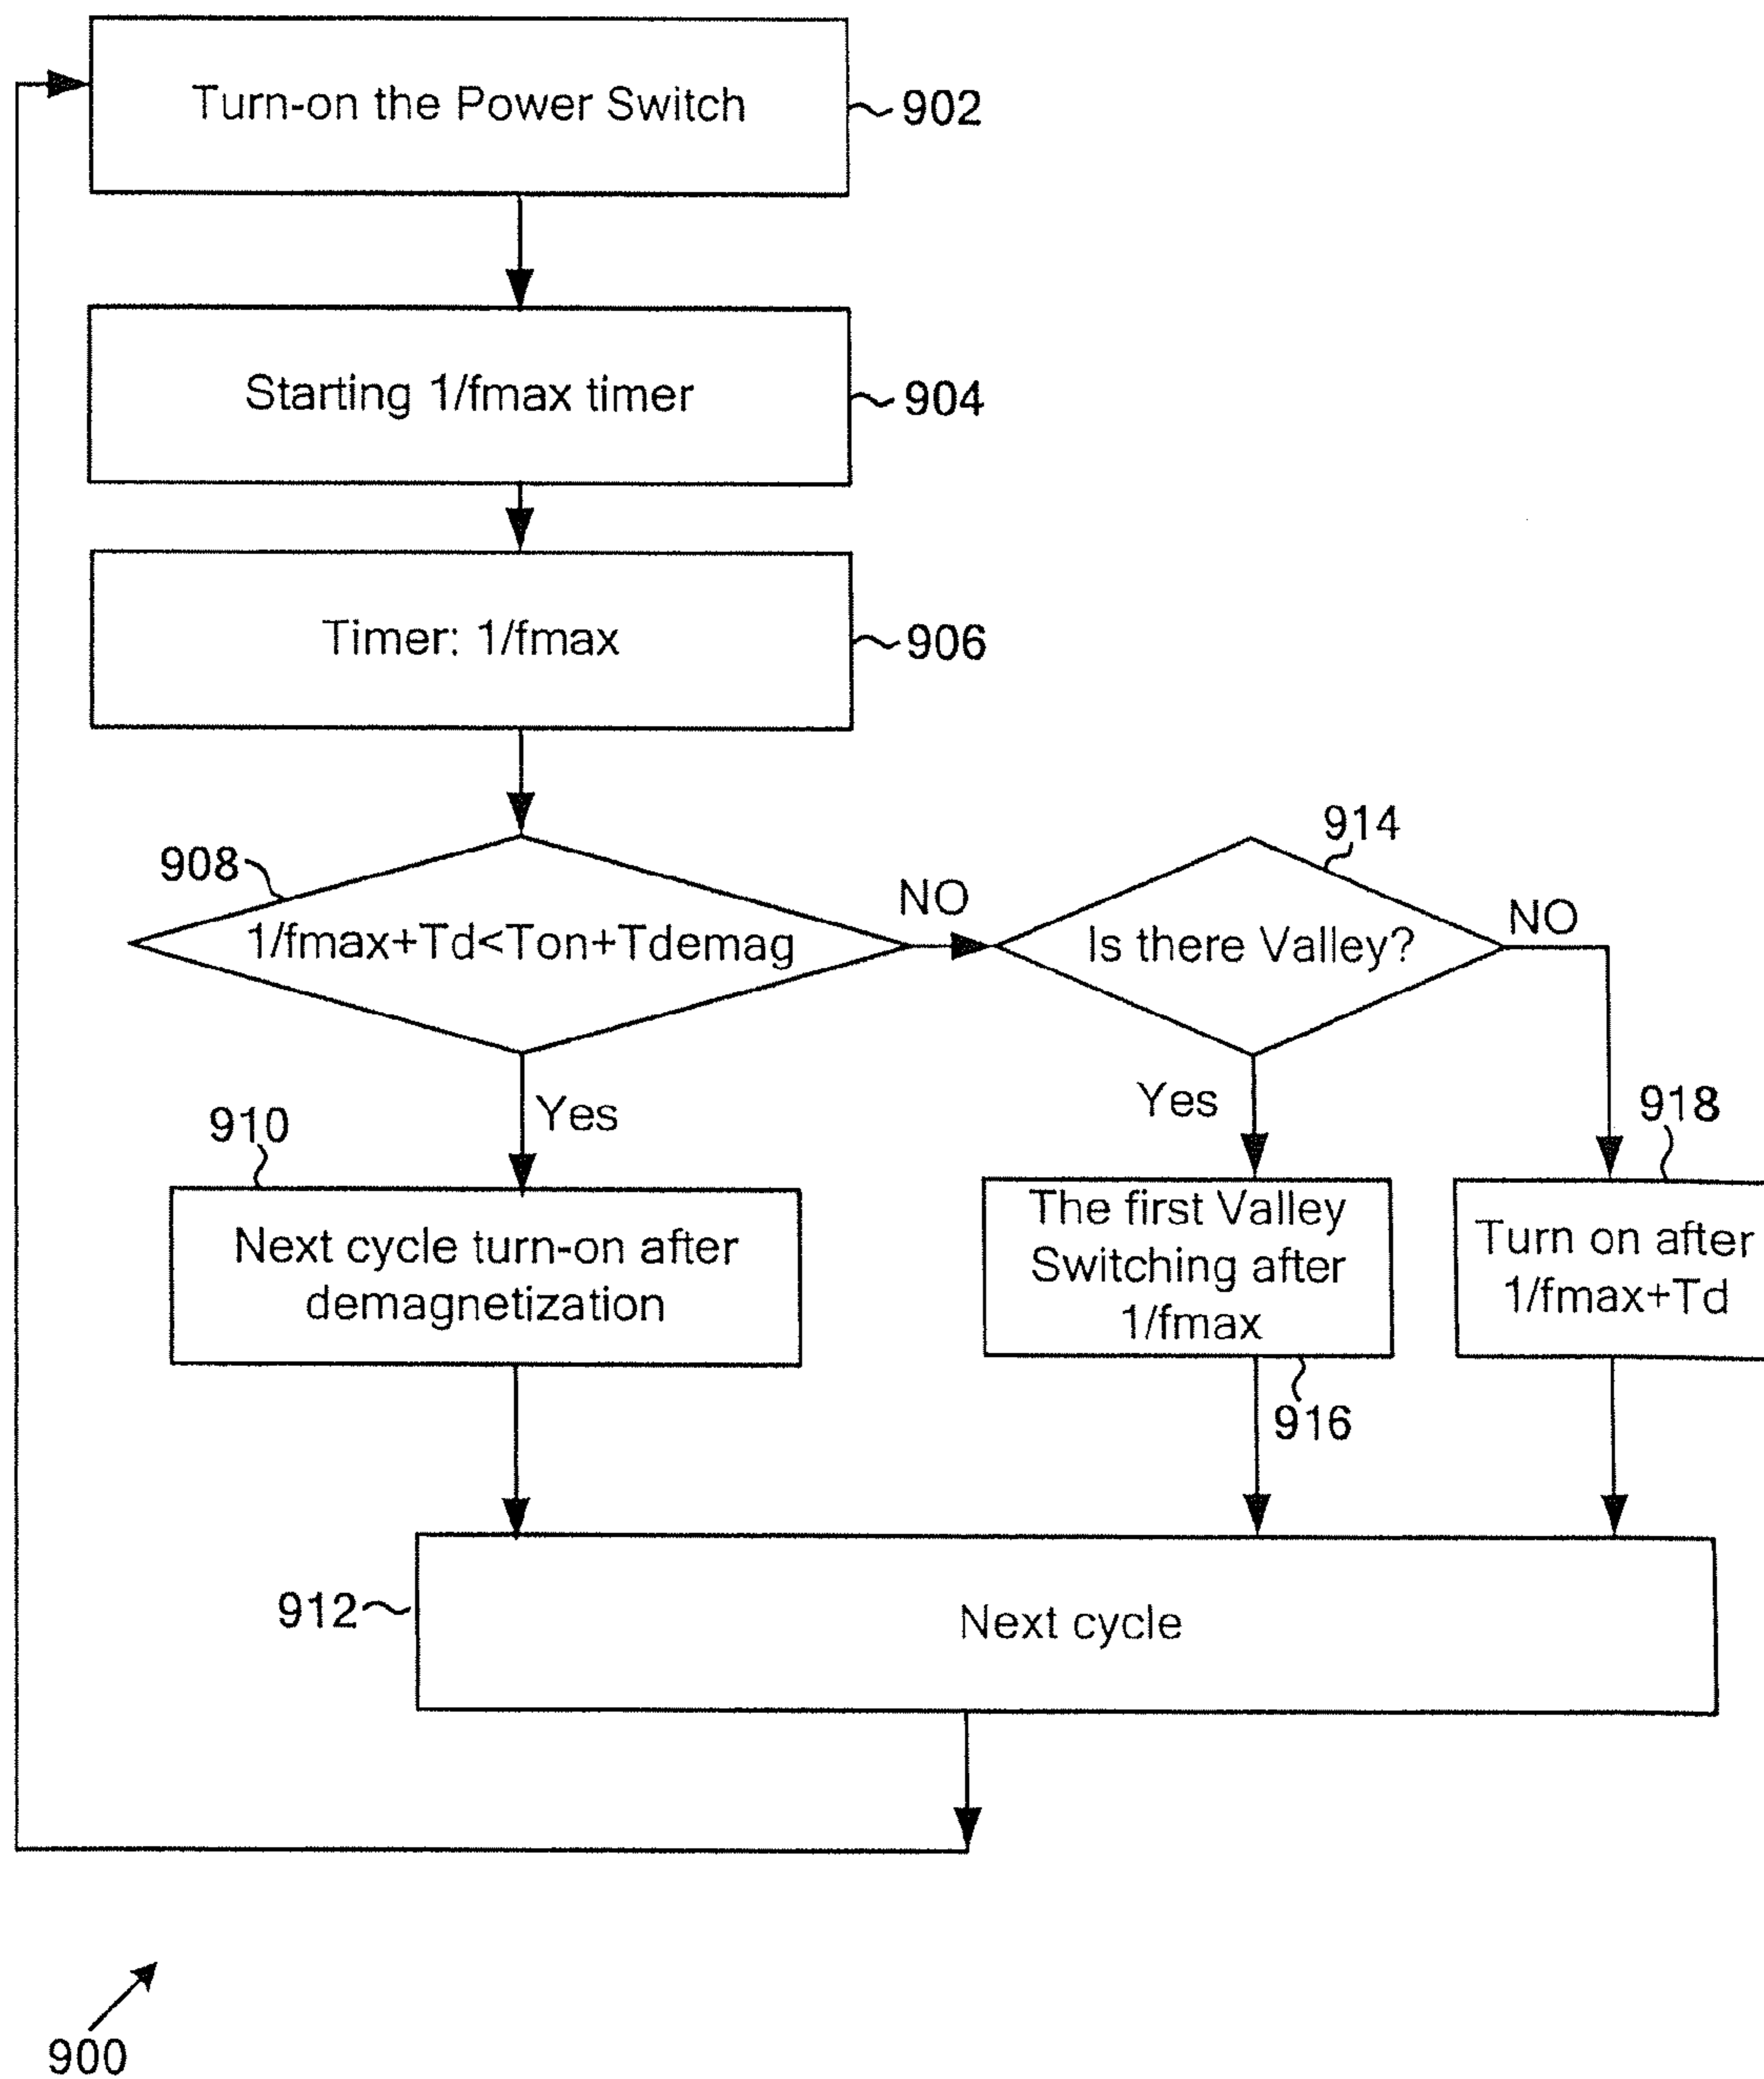 Turn-on the Power Switch
902
Starting 1/fmax timer
904
Timer: 1/fmax
906
908
1/fmax+Td<Ton+Tdemag
NO
914
Is there Valley?
NO
Yes
910
Next cycle turn-on after
demagnetization
Yes
The first Valley
Switching after
1/fmax
916
918
Turn on after
1/fmax+Td
912
Next cycle
900